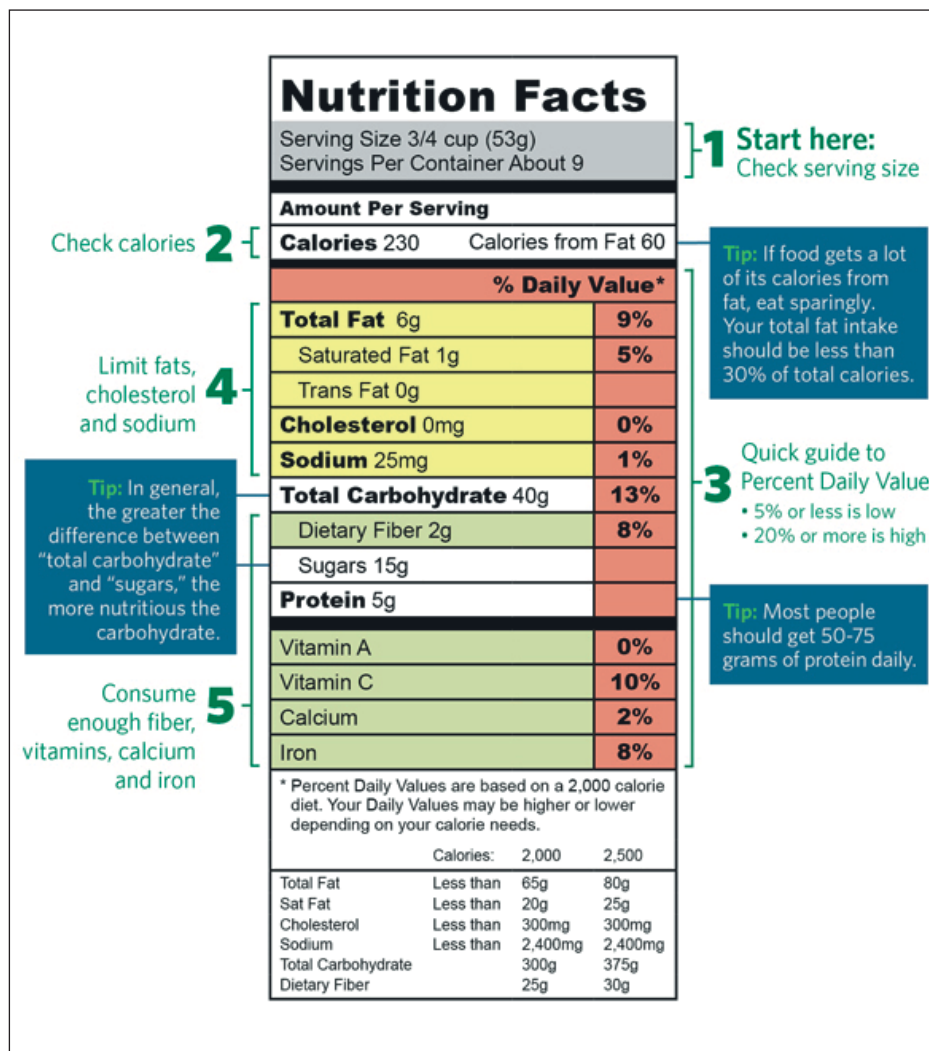 Nutrition Facts
Serving Size 3/4 cup (53g)
Servings Per Container About 9
1 Start here:
Check serving size
Amount Per Serving
Check calories 2
Calories 230 Calories from Fat 60
Tip: If food gets a lot
of its calories from
fat, eat sparingly.
Your total fat intake
should be less than
30% of total calories.
% Daily Value*
Total Fat 6g 9%
Saturated Fat 1g 5%
Trans Fat 0g
Cholesterol 0mg 0%
Sodium 25mg 1%
Limit fats,
cholesterol
and sodium
4
3 Quick guide to
Percent Daily Value
• 5% or less is low
• 20% or more is high
Total Carbohydrate 40g 13%
Dietary Fiber 2g 8%
Sugars 15g
Protein 5g
Tip: In general,
the greater the
difference between
“total carbohydrate”
and “sugars,” the
more nutritious the
carbohydrate.
Tip: Most people
should get 50-75
grams of protein daily.
Vitamin A 0%
Vitamin C 10%
Calcium 2%
Iron 8%
Consume
enough fiber,
vitamins, calcium
and iron
5
* Percent Daily Values are based on a 2,000 calorie
diet. Your Daily Values may be higher or lower
depending on your calorie needs.
Calories: 2,000 2,500
Total Fat Less than 65g 80g
Sat Fat Less than 20g 25g
Cholesterol Less than 300mg 300mg
Sodium Less than 2,400mg 2,400mg
Total Carbohydrate 300g 375g
Dietary Fiber 25g 30g